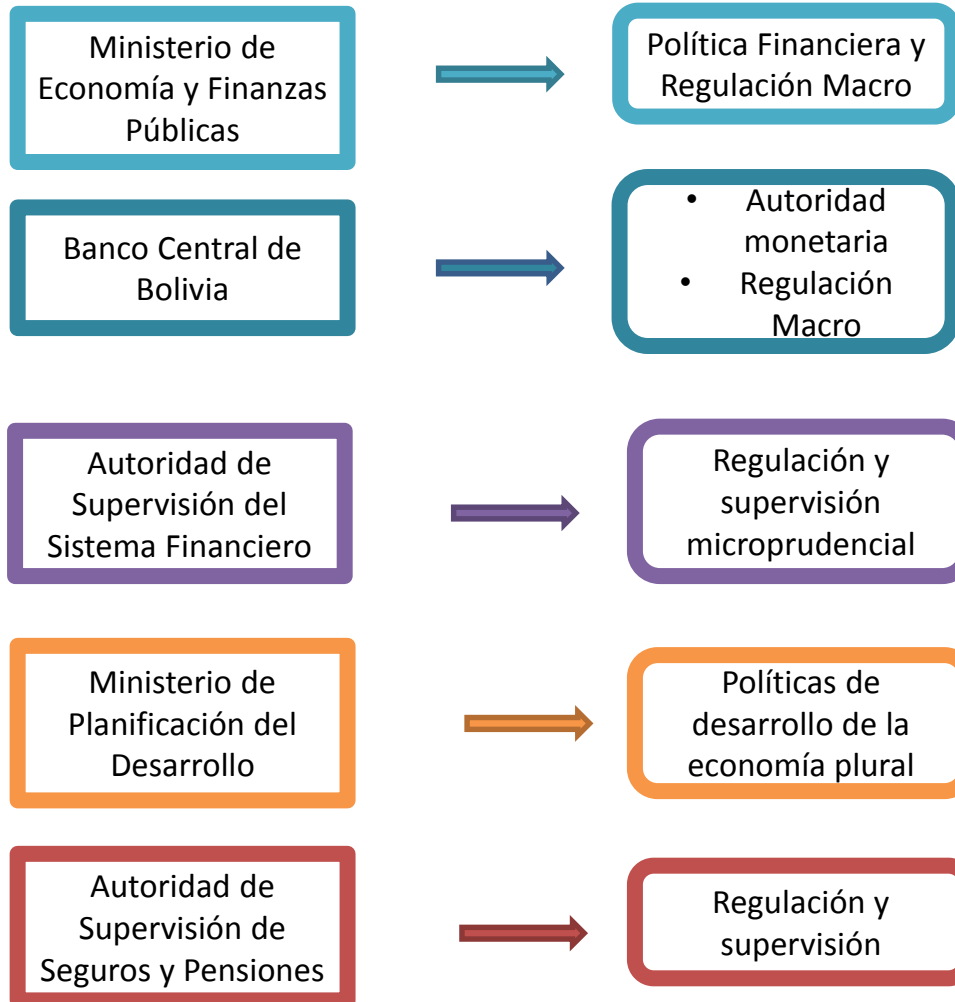 Ministerio de
Economía y Finanzas
Públicas
Política Financiera y
Regulación Macro
Banco Central de
Bolivia
• Autoridad
monetaria
• Regulación
Macro
Autoridad de
Supervisión del
Sistema Financiero
Regulación y
supervisión
microprudencial
Ministerio de
Planificación del
Desarrollo
Políticas de
desarrollo de la
economía plural
Autoridad de
Supervisión de
Seguros y Pensiones
Regulación y
supervisión